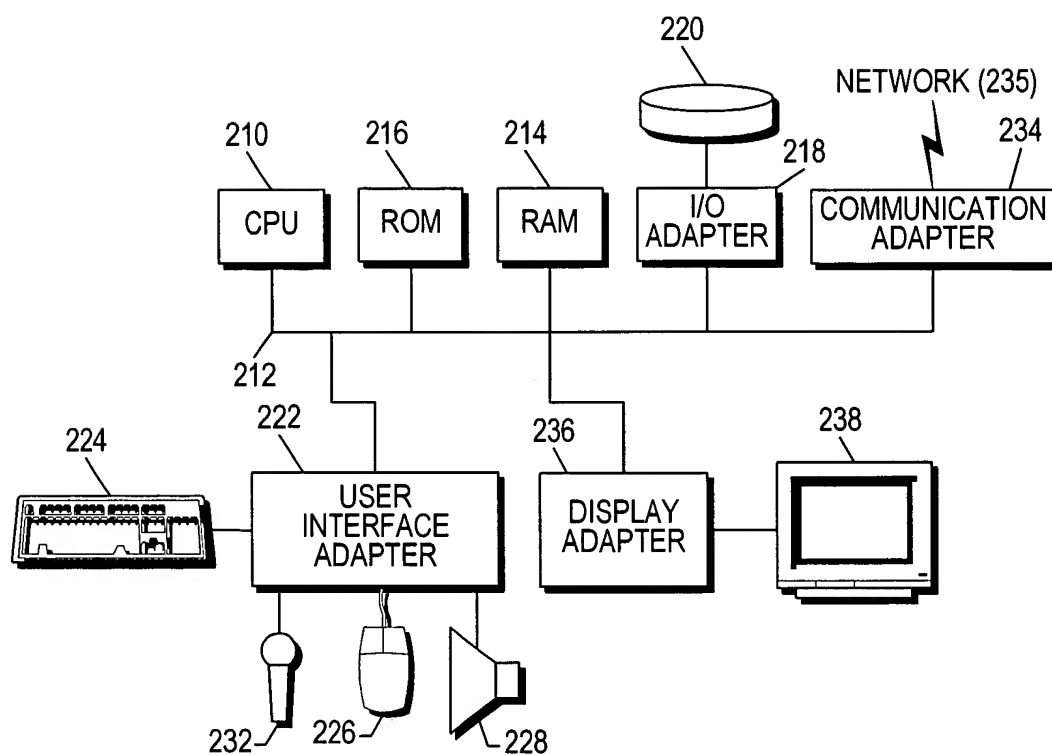 220
NETWORK (235)
210
216
214
218
234
CPU
ROM
RAM
I/O
ADAPTER
COMMUNICATION
ADAPTER
212
222
224
236
238
USER
INTERFACE
ADAPTER
DISPLAY
ADAPTER
232
226
228